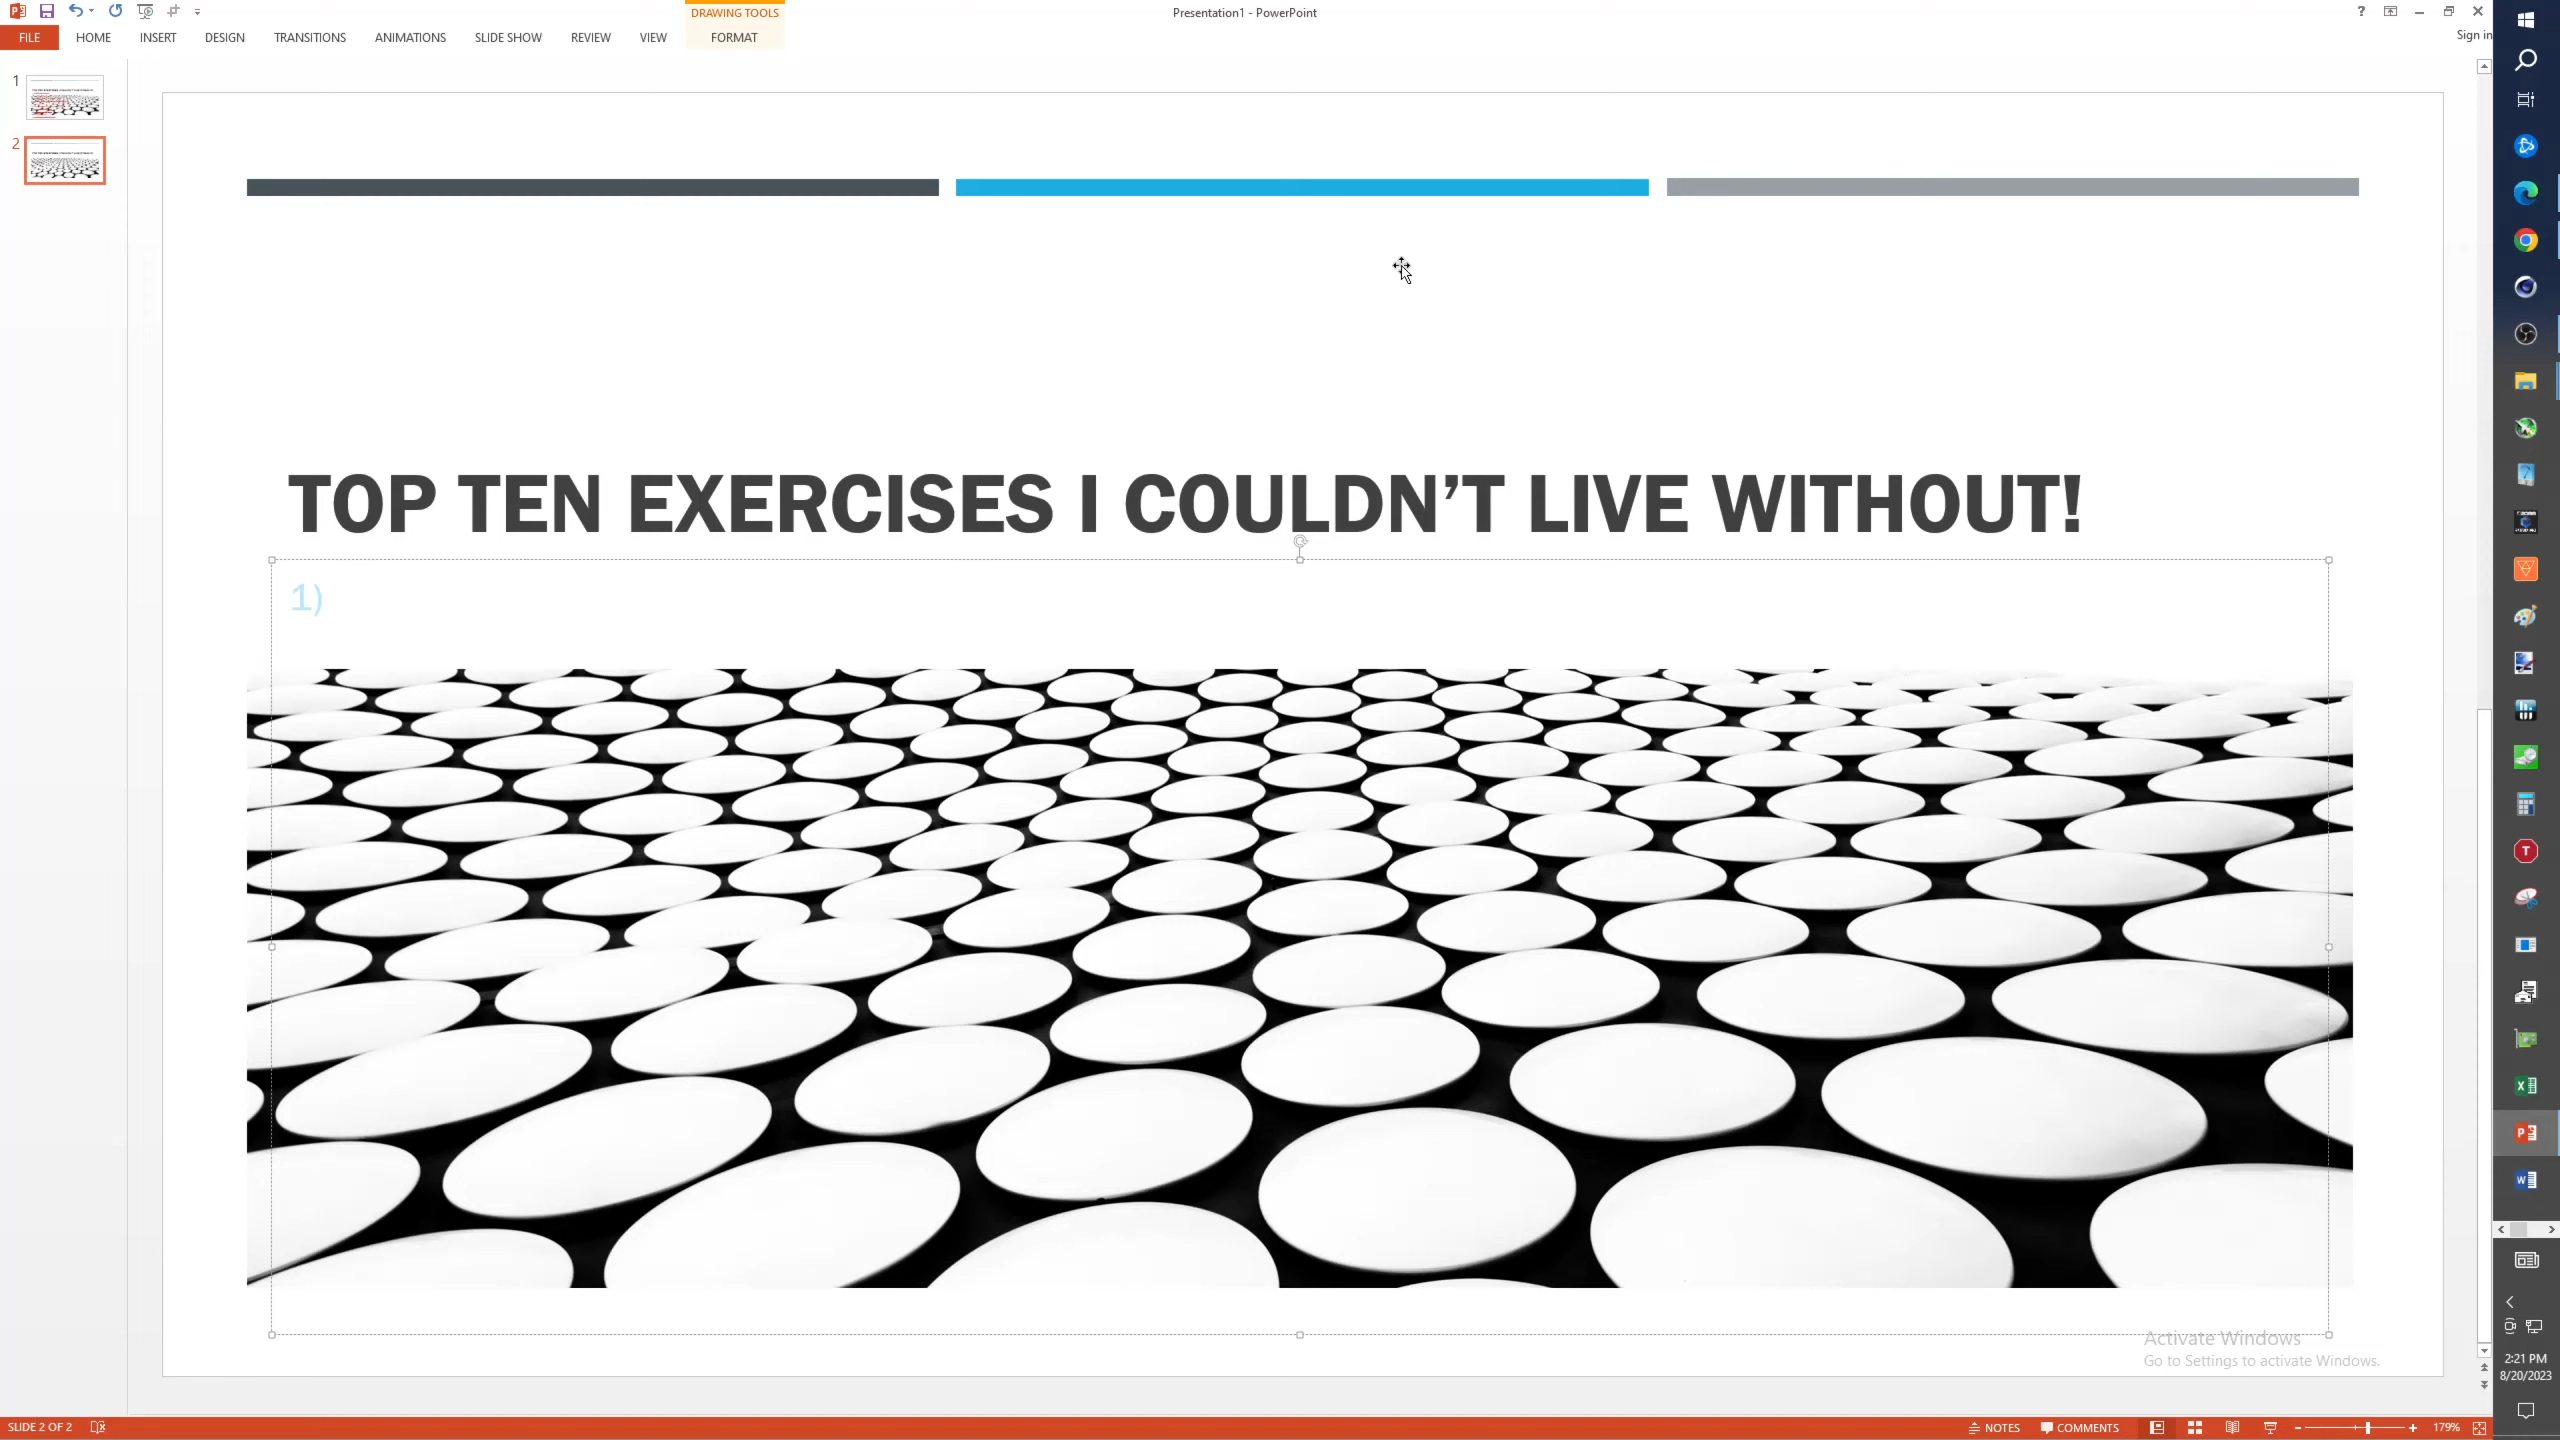 DRAWING TOOLS
Presentation1 - PowerPoint
FILE
HOME
INSERT
DESIGN
TRANSITIONS
ANIMATIONS
SLIDE SHOW
REVIEW
VIEW
FORMAT
Sign in
1
2
TOP TEN EXERCISES I COULDN’T LIVE WITHOUT!
1)
Activate Windows
Go to Settings to activate Windows.
2:21 PM
8/20/2023
SLIDE 2 OF 2
NOTES
COMMENTS
179%